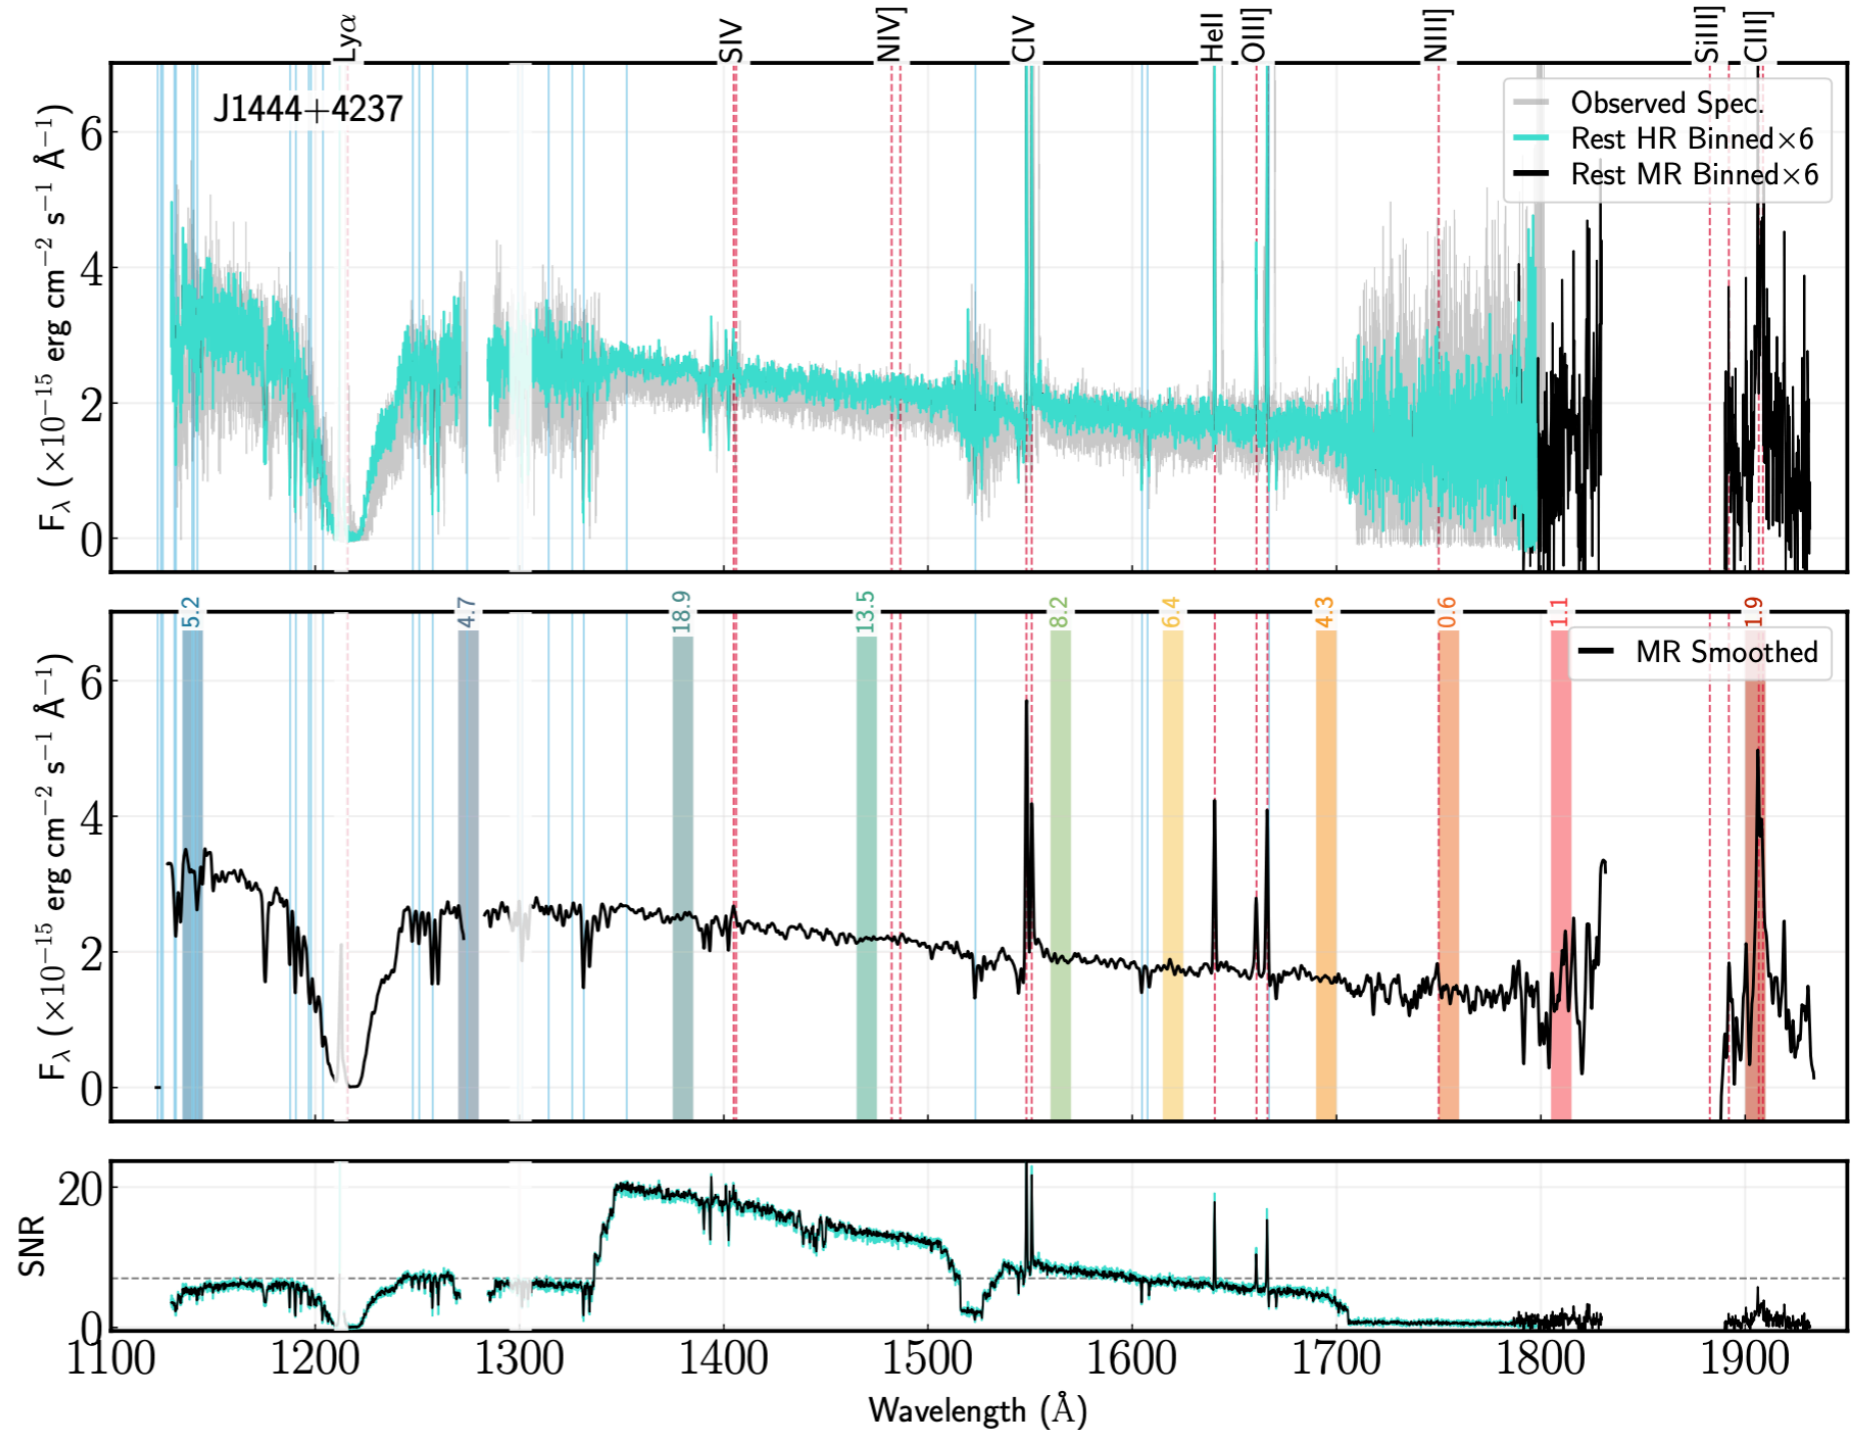 Lyα
SIV
NIV]
CIV
HeII
OIII]
NIII]
SiIII]
CIII]
J1444+4237
Observed Spec.
Rest HR Binned×6
Rest MR Binned×6
F_λ (×10⁻¹⁵ erg cm⁻² s⁻¹ Å⁻¹)
6
4
2
0
5.2
4.7
18.9
13.5
8.2
6.4
4.3
0.6
1.1
1.9
MR Smoothed
F_λ (×10⁻¹⁵ erg cm⁻² s⁻¹ Å⁻¹)
6
4
2
0
SNR
20
0
1100 1200 1300 1400 1500 1600 1700 1800 1900
Wavelength (Å)